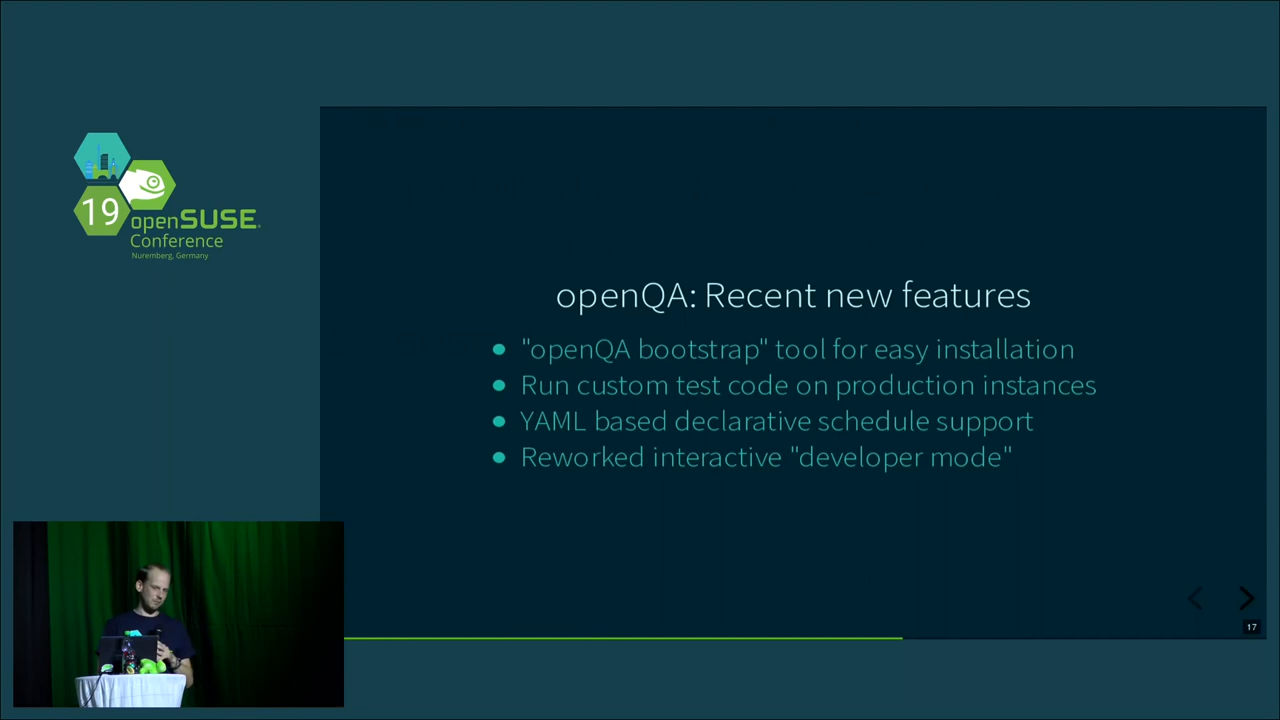 19
openSUSE
Conference
Nuremberg, Germany
openQA: Recent new features
"openQA bootstrap" tool for easy installation
Run custom test code on production instances
YAML based declarative schedule support
Reworked interactive "developer mode"
17